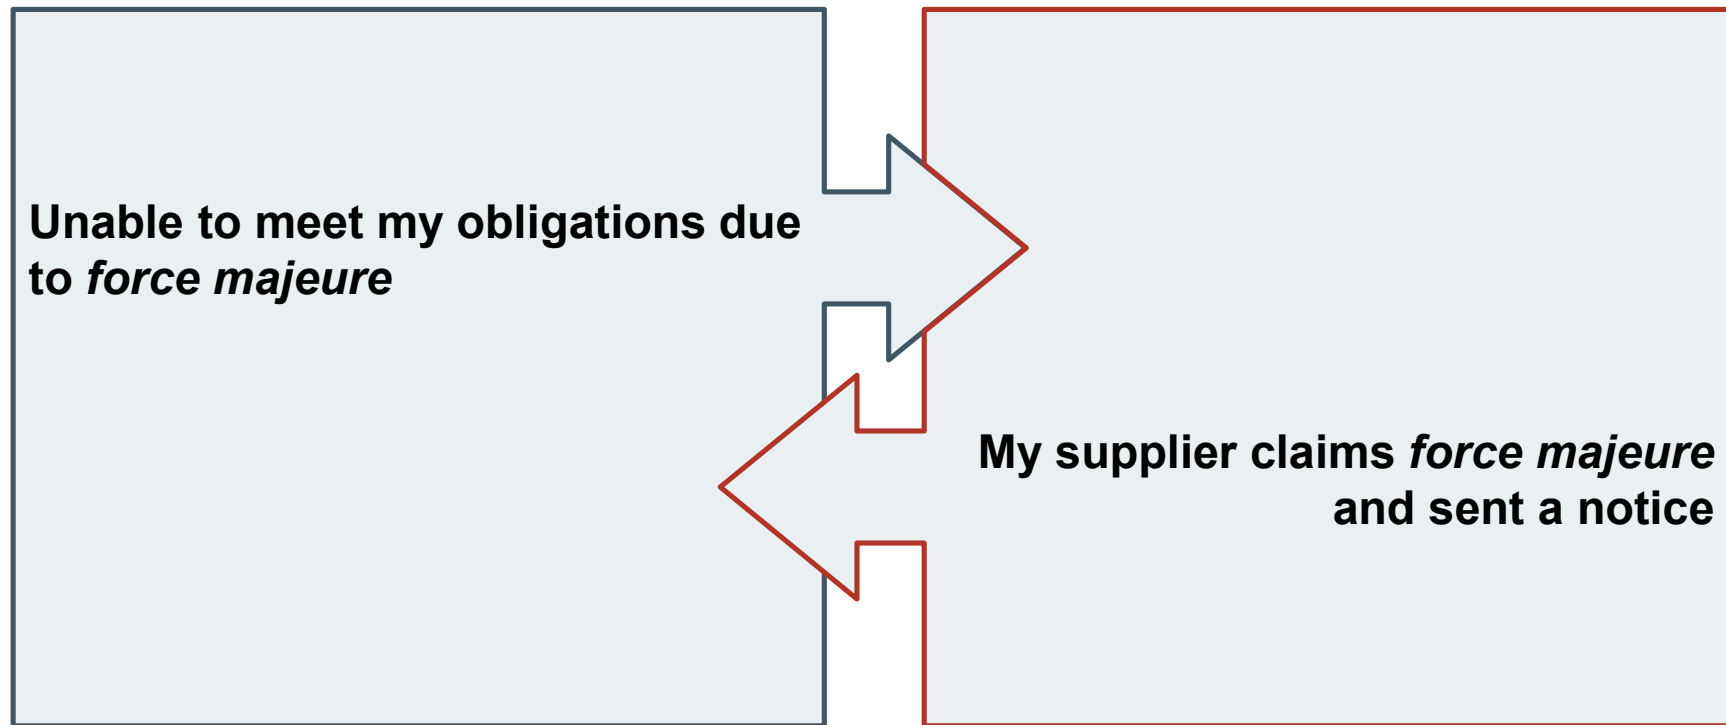 Unable to meet my obligations due
to force majeure
My supplier claims force majeure
and sent a notice